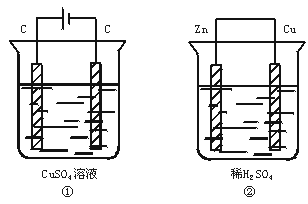 C C Zn Cu
CuSO₄溶液 稀H₂SO₄
① ②